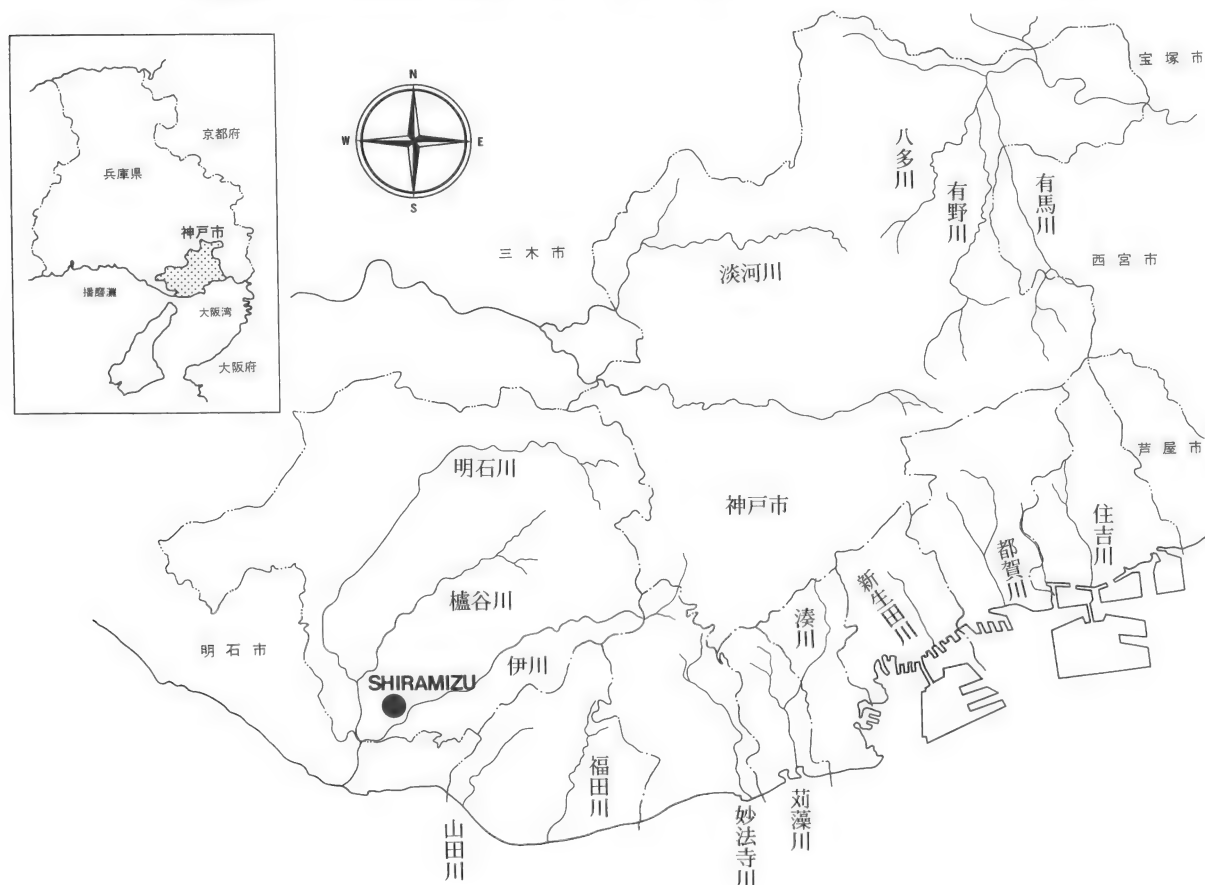 京都府
兵庫県
神戸市
播磨灘
大阪湾
大阪府
N
W
E
S
宝塚市
八多川
有野川
有馬川
三木市
淡河川
西宮市
明石川
神戸市
芦屋市
住吉川
都賀川
新生田川
湊川
櫨谷川
明石市
伊川
SHIRAMIZU
福田川
山田川
苅藻川
妙法寺川